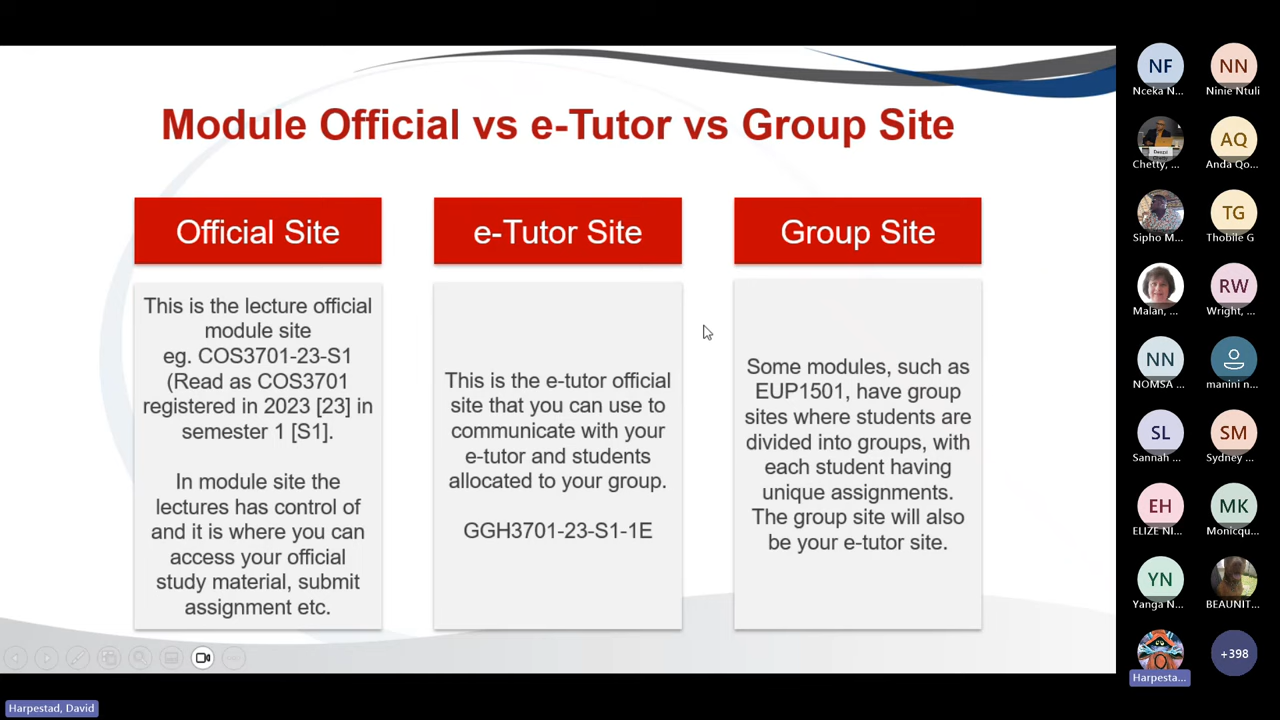 Module Official vs e-Tutor vs Group Site
Official Site
This is the lecture official
module site
eg. COS3701-23-S1
(Read as COS3701
registered in 2023 [23] in
semester 1 [S1].
In module site the
lectures has control of
and it is where you can
access your official
study material, submit
assignment etc.
e-Tutor Site
This is the e-tutor official
site that you can use to
communicate with your
e-tutor and students
allocated to your group.
GGH3701-23-S1-1E
Group Site
Some modules, such as
EUP1501, have group
sites where students are
divided into groups, with
each student having
unique assignments.
The group site will also
be your e-tutor site.
NF
Nceka N...
NN
Ninie Ntuli
Chetty, ...
AQ
Anda Qo...
Sipho M...
TG
Thobile G
Malan, ...
RW
Wright, ...
NN
NOMSA ...
manini n...
SL
Sannah ...
SM
Sydney ...
EH
ELIZE NI...
MK
Monicqu...
YN
Yanga N...
BEAUNIT...
Harpesta...
+398
Harpestad, David